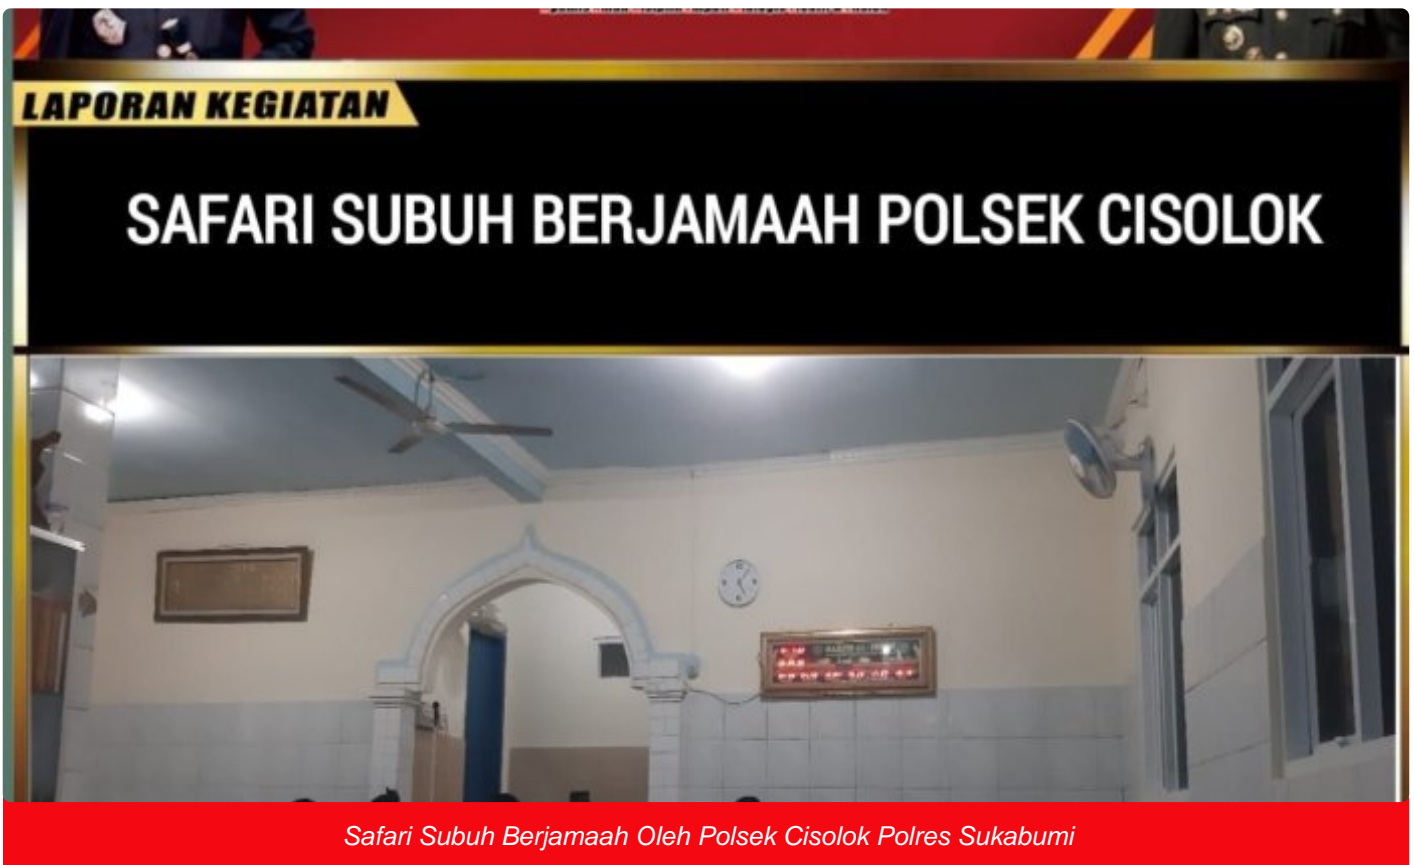 LAPORAN KEGIATAN
SAFARI SUBUH BERJAMAAH POLSEK CISOLOK
Safari Subuh Berjamaah Oleh Polsek Cisolok Polres Sukabumi